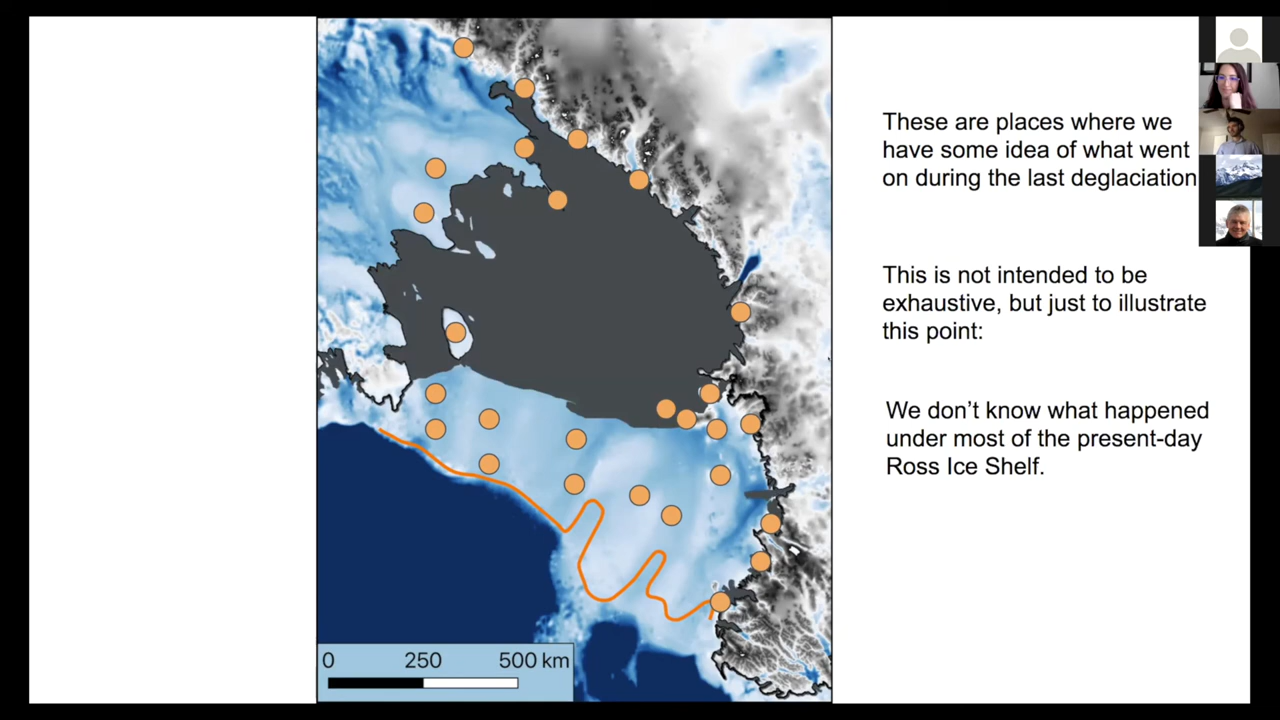 These are places where we
have some idea of what went
on during the last deglaciation
This is not intended to be
exhaustive, but just to illustrate
this point:
We don't know what happened
under most of the present-day
Ross Ice Shelf.
0 250 500 km